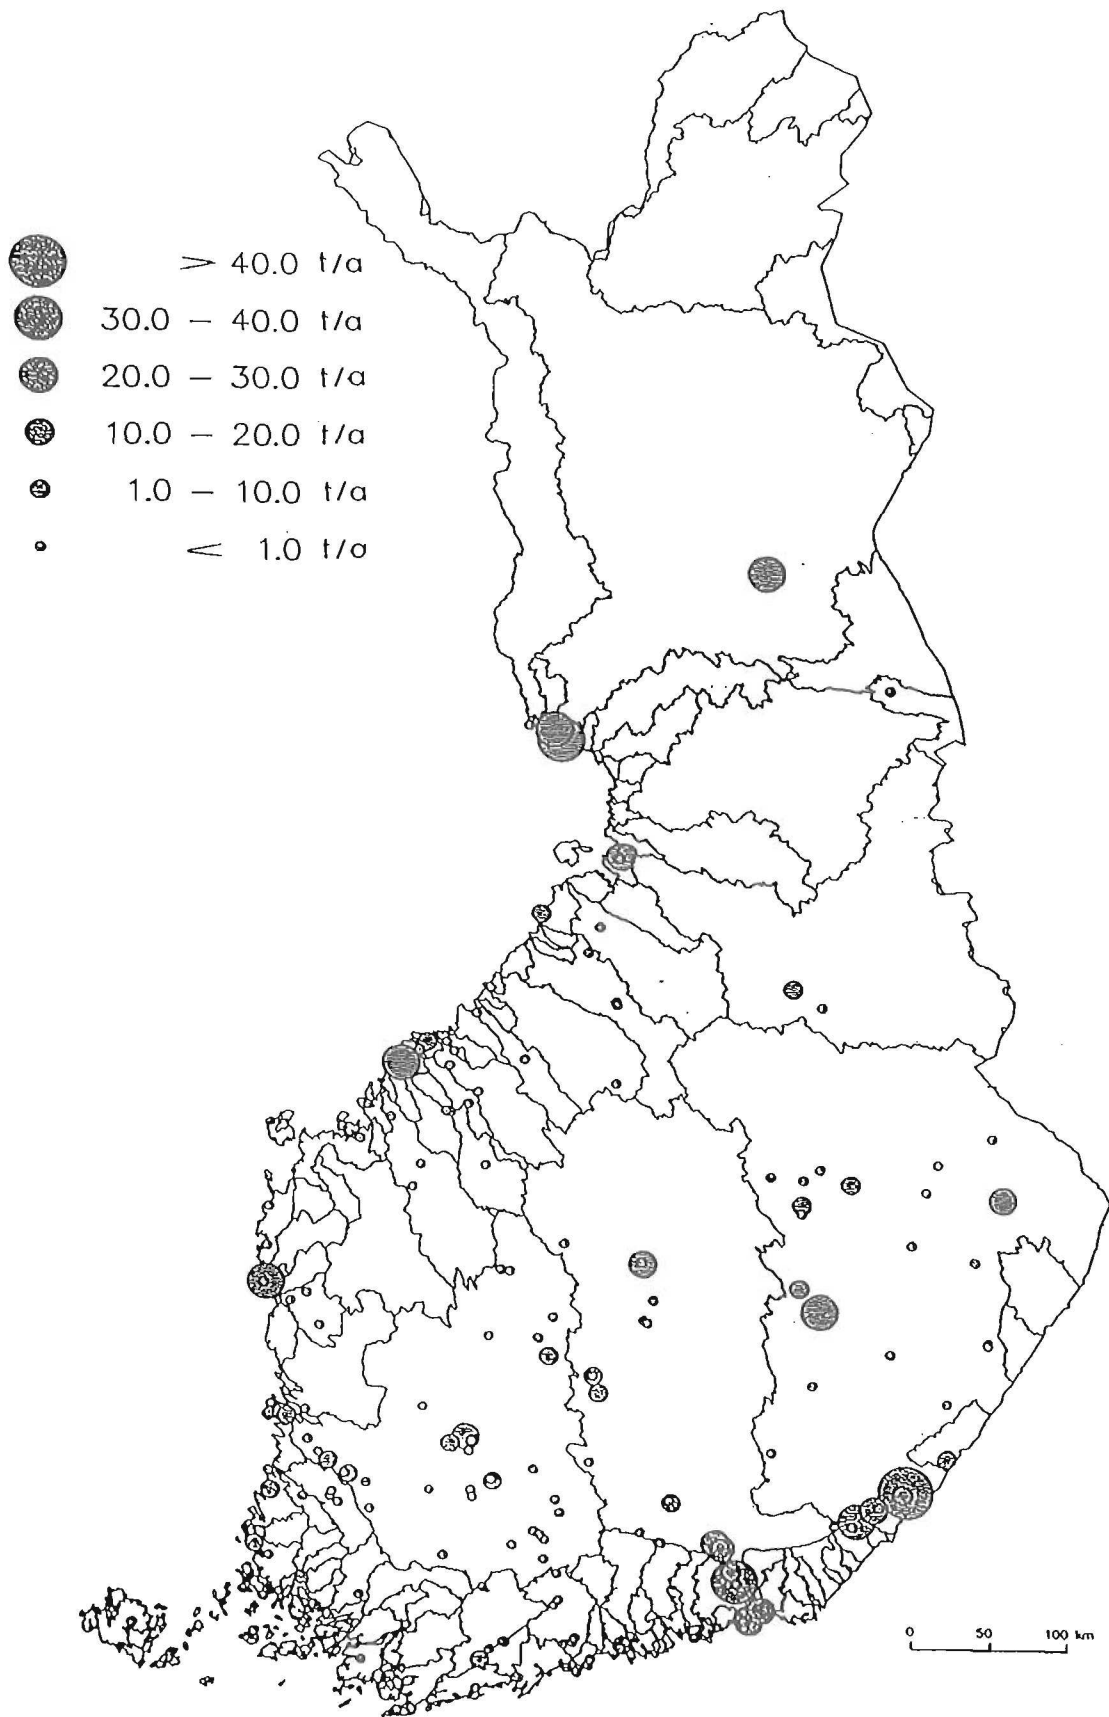 > 40.0 t/a
30.0 – 40.0 t/a
20.0 – 30.0 t/a
10.0 – 20.0 t/a
1.0 – 10.0 t/a
< 1.0 t/a
0 50 100 km